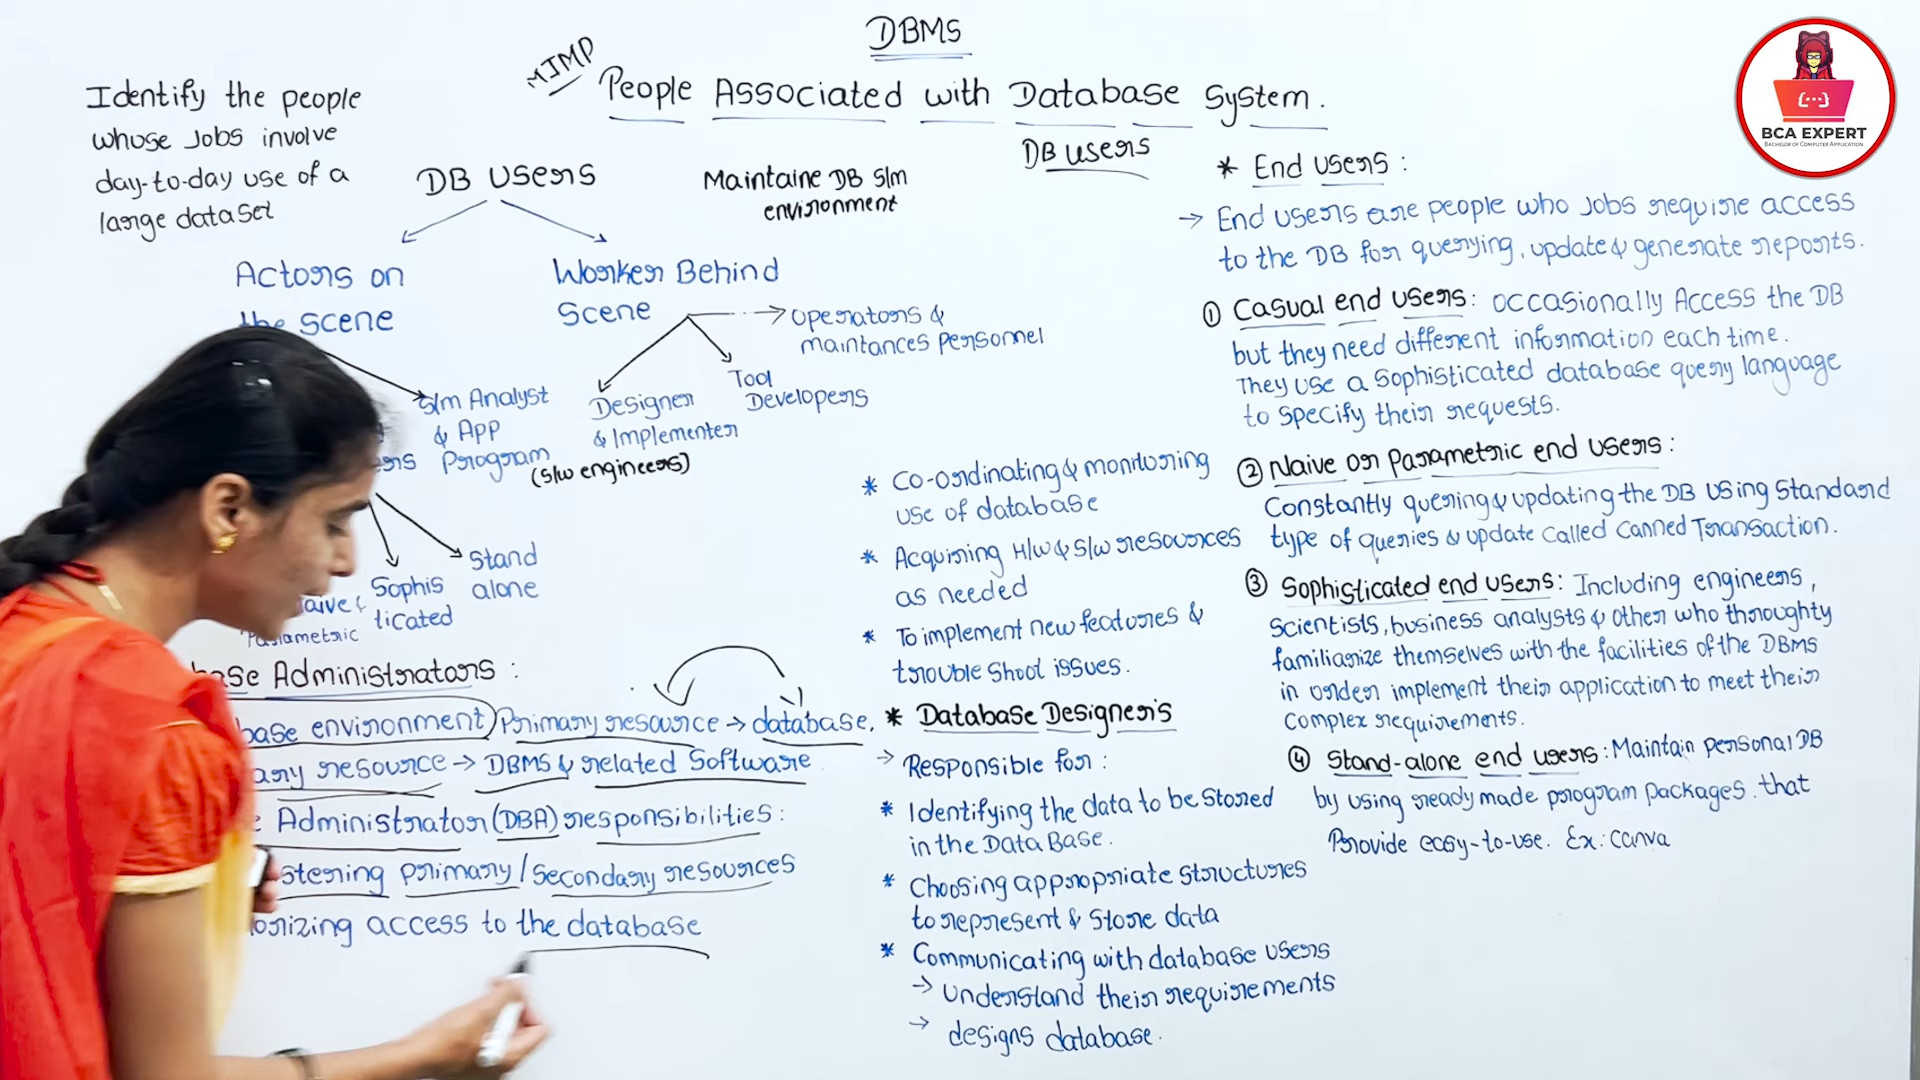 DBMS
MIMP
People Associated with Database System.
DB users
Identify the people
whose Jobs involve
day-to-day use of a
large dataset
DB users
Maintaine DB s/m
environment
Actors on
the scene
Worker Behind
Scene
Operators &
maintances personnel
s/m Analyst
& App
Program
Designer
& Implementer
(s/w engineers)
Tool
Developers
Naive &
Parametric
Sophis
ticated
Stand
alone
Administrators :
environment Primary resource → database,
resource → DBMS & related Software
Administrator (DBA) responsibilities:
primary / Secondary resources
access to the database
* Co-ordinating & monitoring
use of database
* Acquiring H/w & S/w resources
as needed
* To implement new features &
trouble Shoot issues.
* Database Designer's
→ Responsible for :
* Identifying the data to be Stored
in the Data Base.
* Choosing appropriate Structures
to represent & Store data
* Communicating with database users
→ Understand their requirements
→ designs database.
* End users :
→ End users are people who Jobs require access
to the DB for querying, update & generate reports.
① Casual end users: occasionally Access the DB
but they need different information each time.
They use a Sophisticated database query language
to specify their requests.
② Naive or Parametric end users :
Constantly quering & updating the DB using Standard
type of queries & update called Canned Transaction.
③ Sophisticated end users: Including engineers,
Scientists, business analysts & other who throughty
familiarize themselves with the facilities of the DBMS
in order implement their application to meet their
complex requirements.
④ Stand-alone end users: Maintain personal DB
by using ready made program packages. that
Provide easy-to-use. Ex: canva
BCA EXPERT
Bachelor of Computer Application